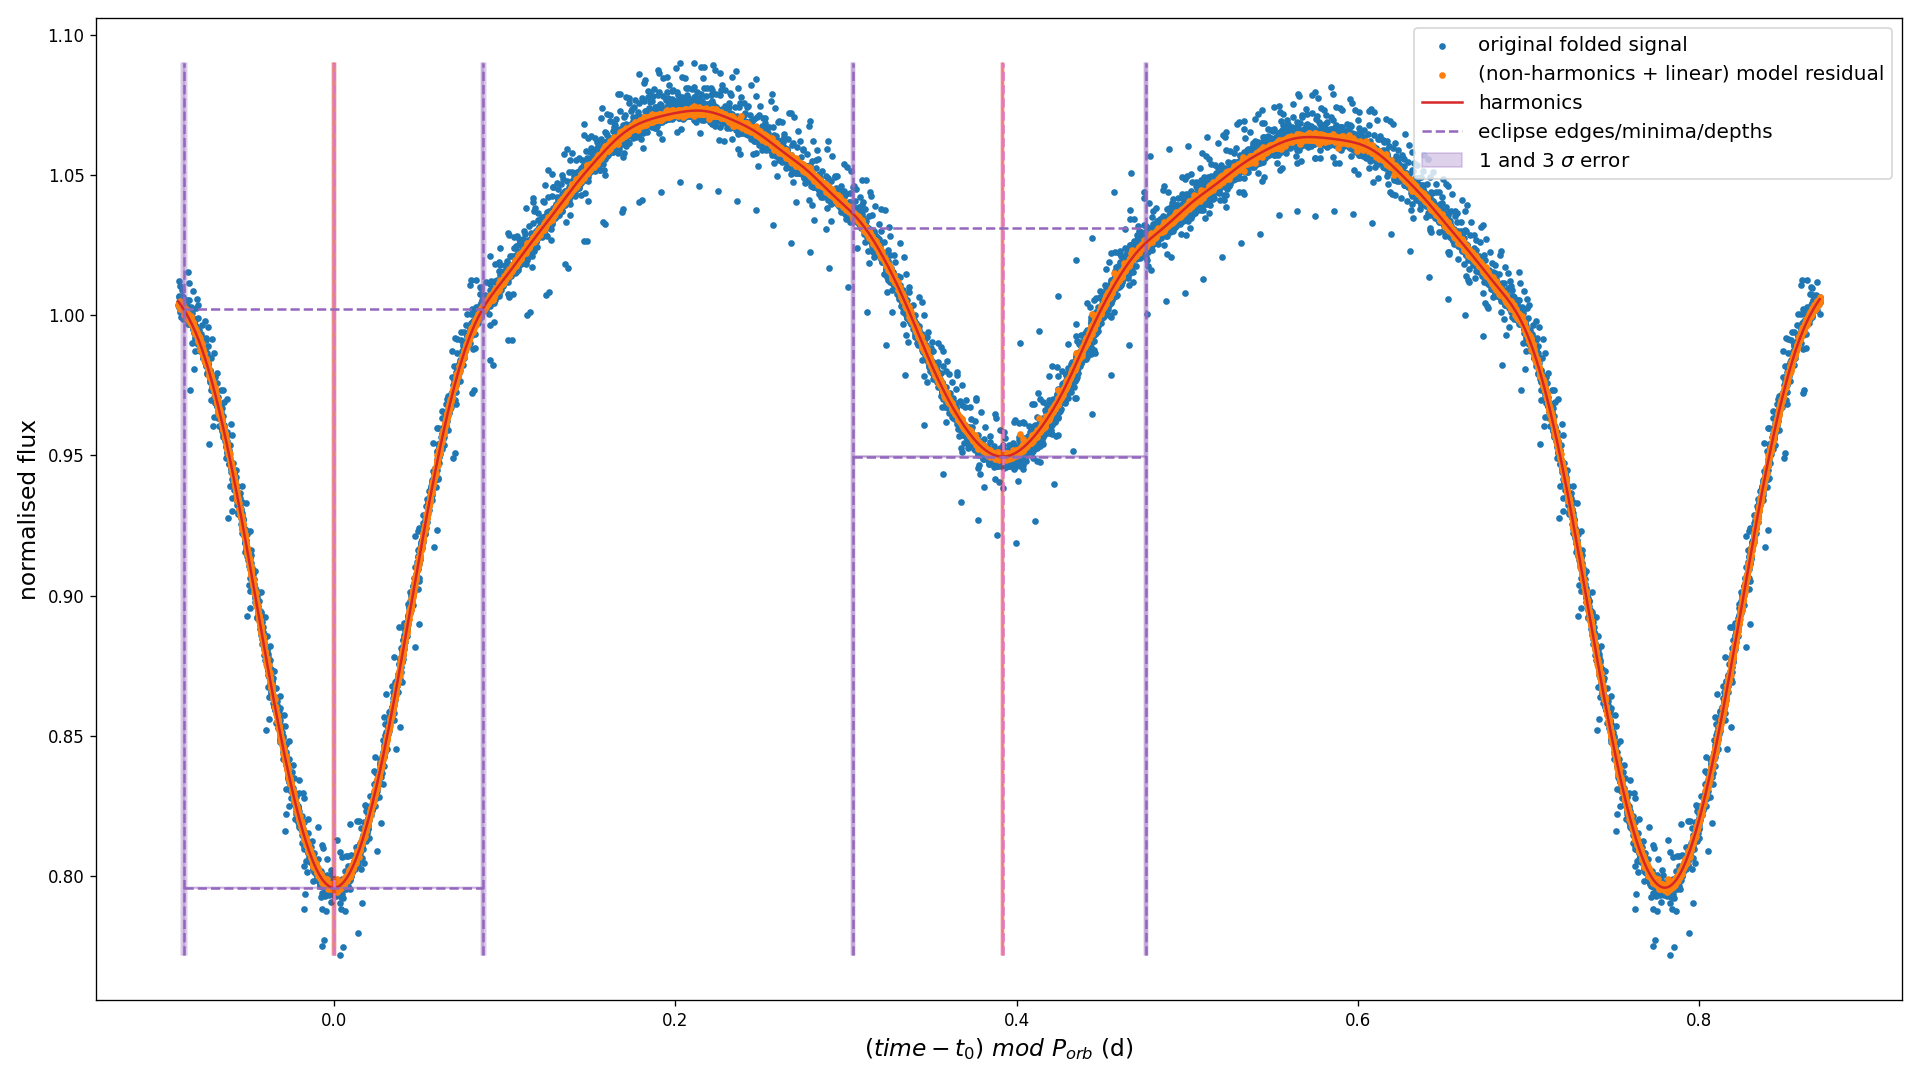 1.10
1.05
1.00
0.95
0.90
0.85
0.80
normalised flux
original folded signal
(non-harmonics + linear) model residual
harmonics
eclipse edges/minima/depths
1 and 3 σ error
0.0 0.2 0.4 0.6 0.8
(time − t₀) mod Pₒᵣb (d)